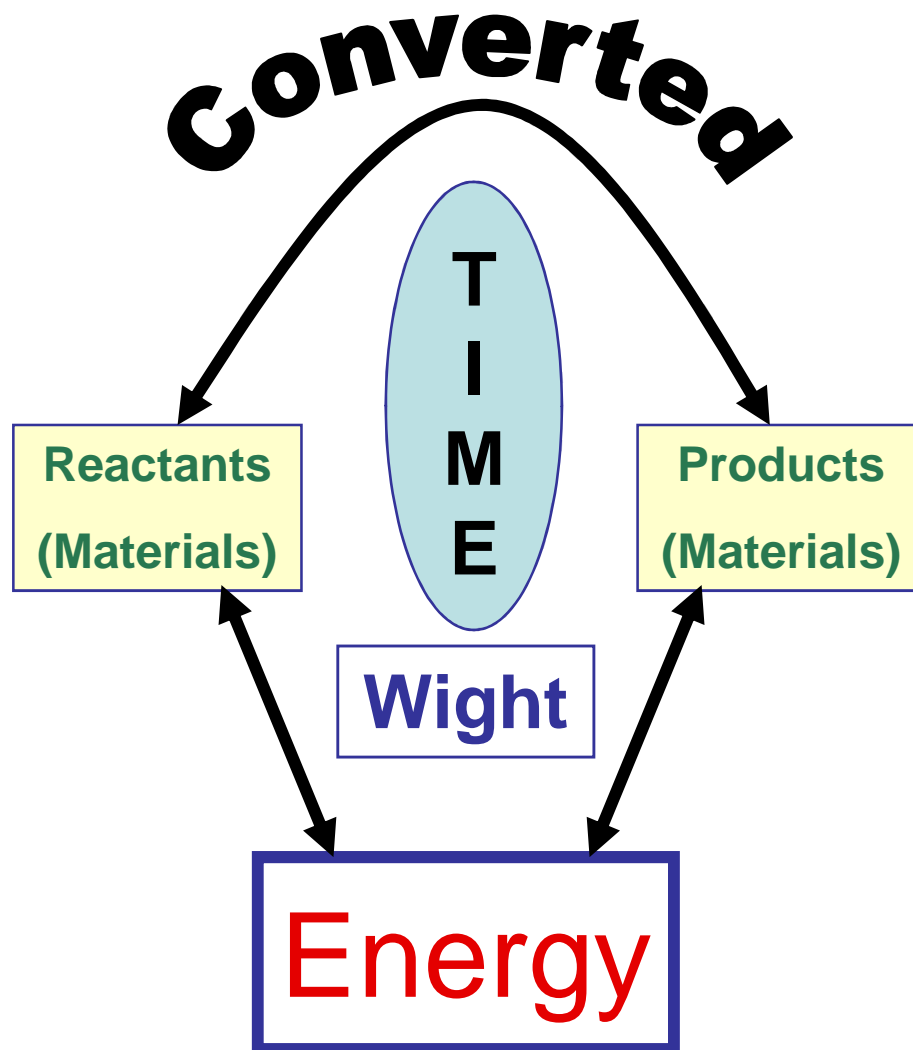 Converted
T
I
M
E
Reactants
(Materials)
Products
(Materials)
Wight
Energy